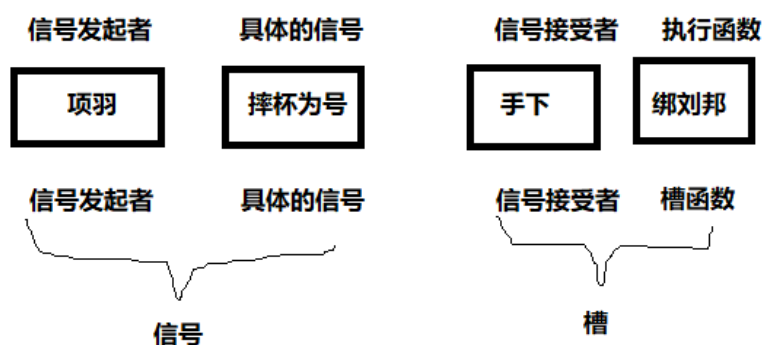 信号发起者 具体的信号 信号接受者 执行函数
项羽 摔杯为号 手下 绑刘邦
信号发起者 具体的信号 信号接受者 槽函数
信号 槽